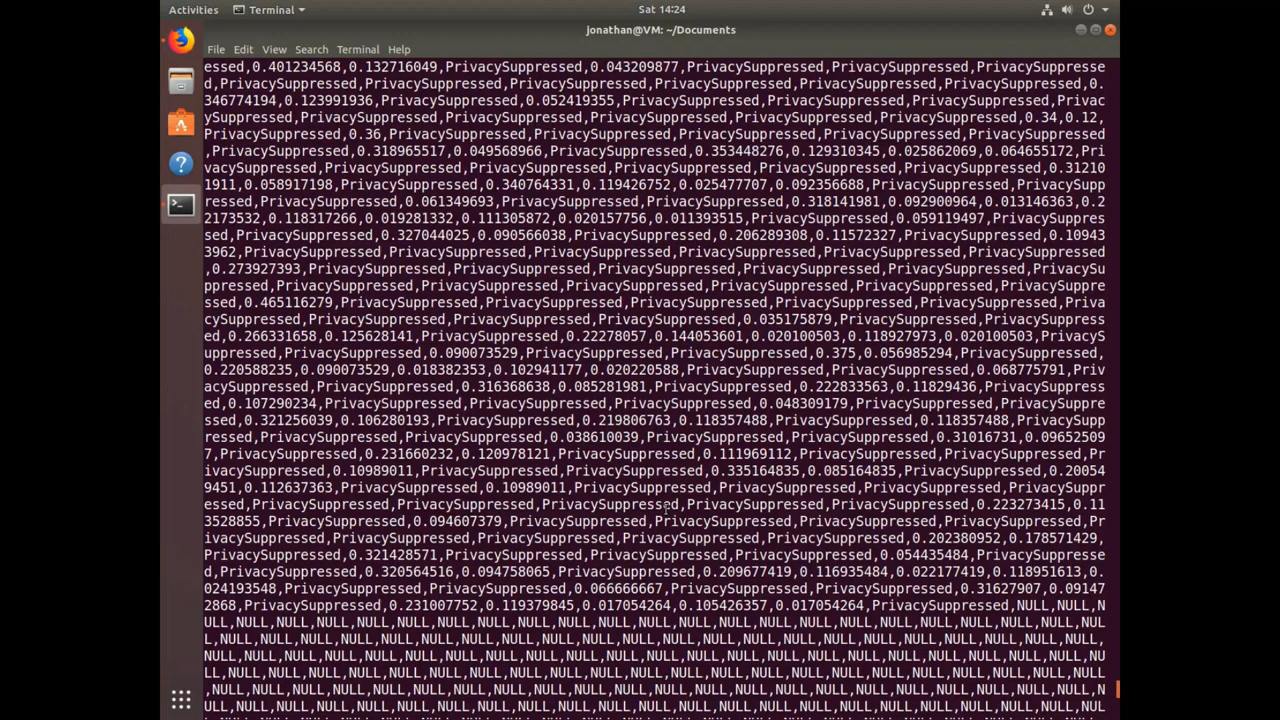 Activities Terminal Sat 14:24
jonathan@VM: ~/Documents
File Edit View Search Terminal Help
essed,0.401234568,0.132716049,PrivacySuppressed,0.043209877,PrivacySuppressed,PrivacySuppressed,PrivacySuppresse
d,PrivacySuppressed,PrivacySuppressed,PrivacySuppressed,PrivacySuppressed,PrivacySuppressed,PrivacySuppressed,0.
346774194,0.123991936,PrivacySuppressed,0.052419355,PrivacySuppressed,PrivacySuppressed,PrivacySuppressed,Privac
ySuppressed,PrivacySuppressed,PrivacySuppressed,PrivacySuppressed,PrivacySuppressed,PrivacySuppressed,0.34,0.12,
PrivacySuppressed,0.36,PrivacySuppressed,PrivacySuppressed,PrivacySuppressed,PrivacySuppressed,PrivacySuppressed
,PrivacySuppressed,0.318965517,0.049568966,PrivacySuppressed,0.353448276,0.129310345,0.025862069,0.064655172,Pri
vacySuppressed,PrivacySuppressed,PrivacySuppressed,PrivacySuppressed,PrivacySuppressed,PrivacySuppressed,0.31210
1911,0.058917198,PrivacySuppressed,0.340764331,0.119426752,0.025477707,0.092356688,PrivacySuppressed,PrivacySupp
ressed,PrivacySuppressed,0.061349693,PrivacySuppressed,PrivacySuppressed,0.318141981,0.092900964,0.013146363,0.2
22173532,0.118317266,0.019281332,0.111305872,0.020157756,0.011393515,PrivacySuppressed,0.059119497,PrivacySuppres
sed,PrivacySuppressed,0.327044025,0.090566038,PrivacySuppressed,0.206289308,0.11572327,PrivacySuppressed,0.10943
3962,PrivacySuppressed,PrivacySuppressed,PrivacySuppressed,PrivacySuppressed,PrivacySuppressed,PrivacySuppressed
,0.273927393,PrivacySuppressed,PrivacySuppressed,PrivacySuppressed,PrivacySuppressed,PrivacySuppressed,PrivacySu
ppressed,PrivacySuppressed,PrivacySuppressed,PrivacySuppressed,PrivacySuppressed,PrivacySuppressed,PrivacySuppre
ssed,0.465116279,PrivacySuppressed,PrivacySuppressed,PrivacySuppressed,PrivacySuppressed,PrivacySuppressed,Priva
cySuppressed,PrivacySuppressed,PrivacySuppressed,PrivacySuppressed,0.035175879,PrivacySuppressed,PrivacySuppress
ed,0.266331658,0.125628141,PrivacySuppressed,0.22278057,0.144053601,0.020100503,0.118927973,0.020100503,PrivacyS
uppressed,PrivacySuppressed,0.090073529,PrivacySuppressed,PrivacySuppressed,0.375,0.056985294,PrivacySuppressed,
0.220588235,0.090073529,0.018382353,0.102941177,0.020220588,PrivacySuppressed,PrivacySuppressed,0.068775791,Priv
acySuppressed,PrivacySuppressed,0.316368638,0.085281981,PrivacySuppressed,0.222833563,0.11829436,PrivacySuppress
ed,0.107290234,PrivacySuppressed,PrivacySuppressed,PrivacySuppressed,0.048309179,PrivacySuppressed,PrivacySuppre
ssed,0.321256039,0.106280193,PrivacySuppressed,0.219806763,0.118357488,PrivacySuppressed,0.118357488,PrivacySupp
ressed,PrivacySuppressed,PrivacySuppressed,0.038610039,PrivacySuppressed,PrivacySuppressed,0.31016731,0.09652509
7,PrivacySuppressed,0.231660232,0.120978121,PrivacySuppressed,0.111969112,PrivacySuppressed,PrivacySuppressed,Pr
ivacySuppressed,0.10989011,PrivacySuppressed,PrivacySuppressed,0.335164835,0.085164835,PrivacySuppressed,0.20054
9451,0.112637363,PrivacySuppressed,0.10989011,PrivacySuppressed,PrivacySuppressed,PrivacySuppressed,PrivacySuppr
essed,PrivacySuppressed,PrivacySuppressed,PrivacySuppressed,PrivacySuppressed,PrivacySuppressed,0.223273415,0.11
3528855,PrivacySuppressed,0.094607379,PrivacySuppressed,PrivacySuppressed,PrivacySuppressed,PrivacySuppressed,Pr
ivacySuppressed,PrivacySuppressed,PrivacySuppressed,PrivacySuppressed,PrivacySuppressed,0.202380952,0.178571429,
PrivacySuppressed,0.321428571,PrivacySuppressed,PrivacySuppressed,PrivacySuppressed,0.054435484,PrivacySuppresse
d,PrivacySuppressed,0.320564516,0.094758065,PrivacySuppressed,0.209677419,0.116935484,0.022177419,0.118951613,0.
024193548,PrivacySuppressed,PrivacySuppressed,0.066666667,PrivacySuppressed,PrivacySuppressed,0.31627907,0.09147
2868,PrivacySuppressed,0.231007752,0.119379845,0.017054264,0.105426357,0.017054264,PrivacySuppressed,NULL,NULL,N
ULL,NULL,NULL,NULL,NULL,NULL,NULL,NULL,NULL,NULL,NULL,NULL,NULL,NULL,NULL,NULL,NULL,NULL,NULL,NULL,NUL
L,NULL,NULL,NULL,NULL,NULL,NULL,NULL,NULL,NULL,NULL,NULL,NULL,NULL,NULL,NULL,NULL,NULL,NULL,NULL,NULL,NULL,NULL
,NULL,NULL,NULL,NULL,NULL,NULL,NULL,NULL,NULL,NULL,NULL,NULL,NULL,NULL,NULL,NULL,NULL,NULL,NULL,NULL,NULL,NULL
,NULL,NULL,NULL,NULL,NULL,NULL,NULL,NULL,NULL,NULL,NULL,NULL,NULL,NULL,NULL,NULL,NULL,NULL,NULL,NULL,NULL,NULL
,NULL,NULL,NULL,NULL,NULL,NULL,NULL,NULL,NULL,NULL,NULL,NULL,NULL,NULL,NULL,NULL,NULL,NULL,NULL,NULL,NULL,N
ULL,NULL,NULL,NULL,NULL,NULL,NULL,NULL,NULL,NULL,NULL,NULL,NULL,NULL,NULL,NULL,NULL,NULL,NULL,NULL,NULL,NULL,N